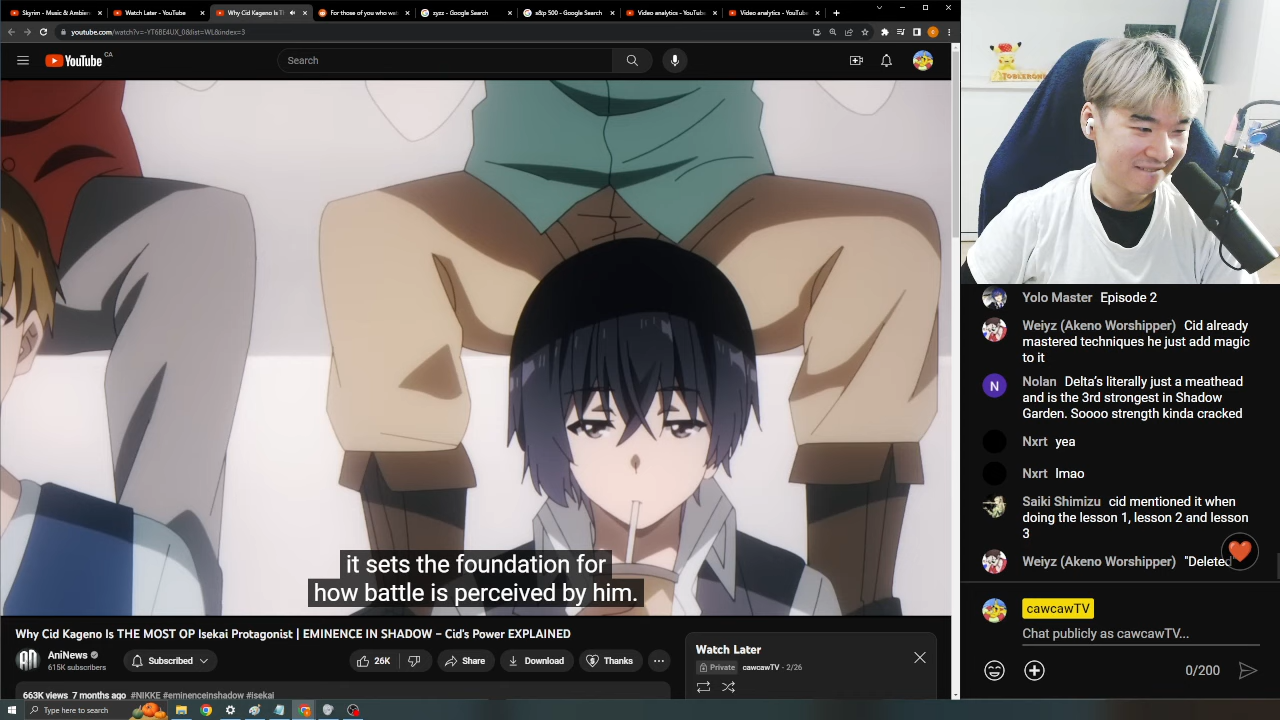 Skyrim - Music & Ambien
Watch Later - YouTube
Why Cid Kageno Is T
For those of you who wa
zyzz - Google Search
s&p 500 - Google Search
Video analytics - YouTub
Video analytics - YouTub
youtube.com/watch?v=-YT6BE4UX_0&list=WL&index=3
YouTube CA
Search
TOBLERONE
it sets the foundation for
how battle is perceived by him.
Yolo Master Episode 2
Weiyz (Akeno Worshipper) Cid already
mastered techniques he just add magic
to it
N
Nolan Delta's literally just a meathead
and is the 3rd strongest in Shadow
Garden. Soooo strength kinda cracked
Nxrt yea
Nxrt lmao
Saiki Shimizu cid mentioned it when
doing the lesson 1, lesson 2 and lesson
3
Weiyz (Akeno Worshipper) "Deleted
cawcawTV
Chat publicly as cawcawTV...
0/200
Why Cid Kageno Is THE MOST OP Isekai Protagonist | EMINENCE IN SHADOW – Cid's Power EXPLAINED
AniNews
615K subscribers
Subscribed
26K
Share
Download
Thanks
663K views 7 months ago #NIKKE #eminenceinshadow #isekai
Watch Later
Private cawcawTV - 2/26
Type here to search